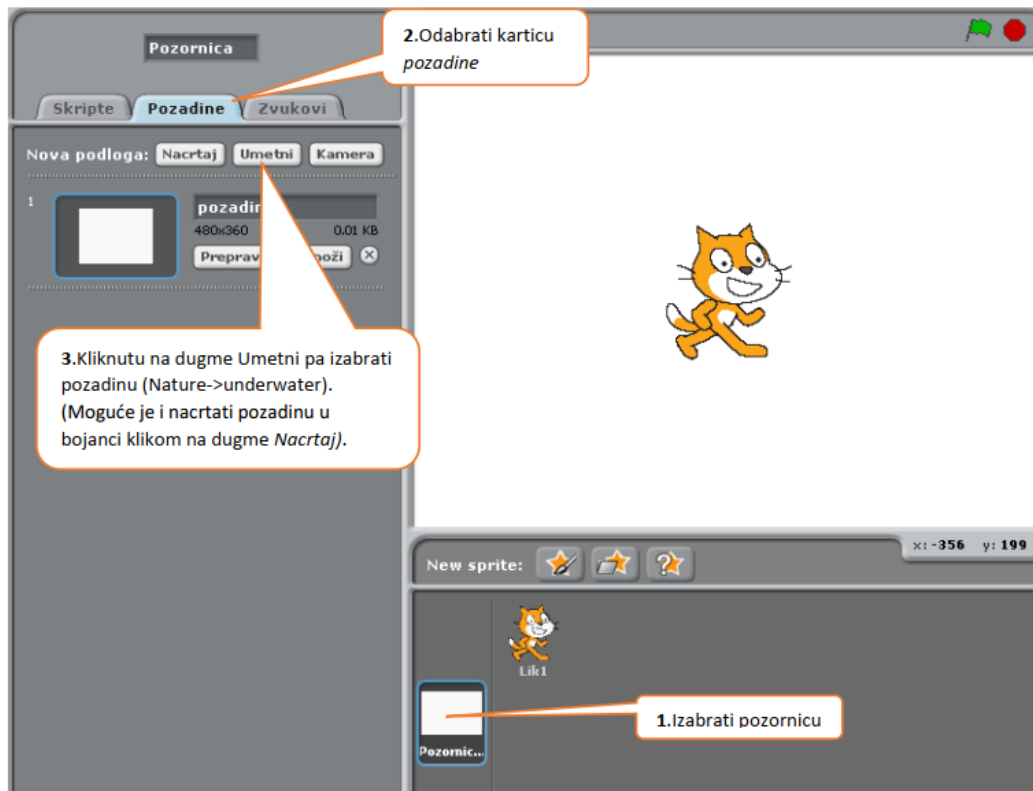 Pozornica
2.Odabrati karticu
pozadine
Skripte Pozadine Zvukovi
Nova podloga: Nacrtaj Umetni Kamera
1
480x360 0.01 KB
3.Kliknutu na dugme Umetni pa izabrati
pozadinu (Nature->underwater).
(Moguće je i nacrtati pozadinu u
bojanci klikom na dugme Nacrtaj).
x: -356 y: 199
New sprite:
Lik1
1.Izabrati pozornicu
Pozornic...